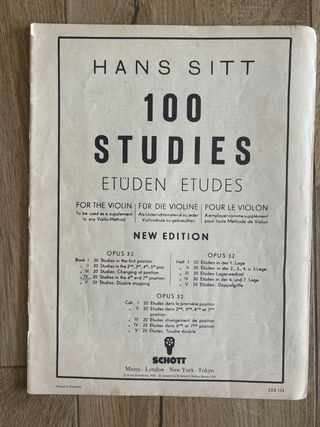 HANS SITT
100
STUDIES
ETÜDEN ETUDES
FOR THE VIOLIN
To be used as a supplement
to any Violin-Method
FÜR DIE VIOLINE
Als Unterrichtsmaterial zu jeder
Violinschule zu gebrauchen
POUR LE VIOLON
A employer comme supplement
pour toute Methode de Violon
NEW EDITION
OPUS 32
Book I 20 Studies in the first position
" II 20 Studies in the 2nd, 3rd, 4th, 5th pos
" III 20 Studies: Changing of position
" IV 20 Studies in the 6th and 7th position
" V 20 Studies: Double stopping
OPUS 32
Heft I 20 Etüden in der 1. Lage
" II 20 Etüden in der 2., 3., 4. u. 5. Lage
" III 20 Etüden Lagenwechsel
" IV 20 Etüden in der 6. und 7. Lage
" V 20 Etüden: Doppelgriffe
OPUS 32
Cah. I 20 Etudes dans la première position
" II 20 Etudes dans 2me, 3me, 4me et 5me
position
" III 20 Etudes changement de position
" IV 20 Etudes dans 6me et 7me position
" V 20 Etudes Touche double
SCHOTT
Mainz · London · New York · Tokyo
EEB 124